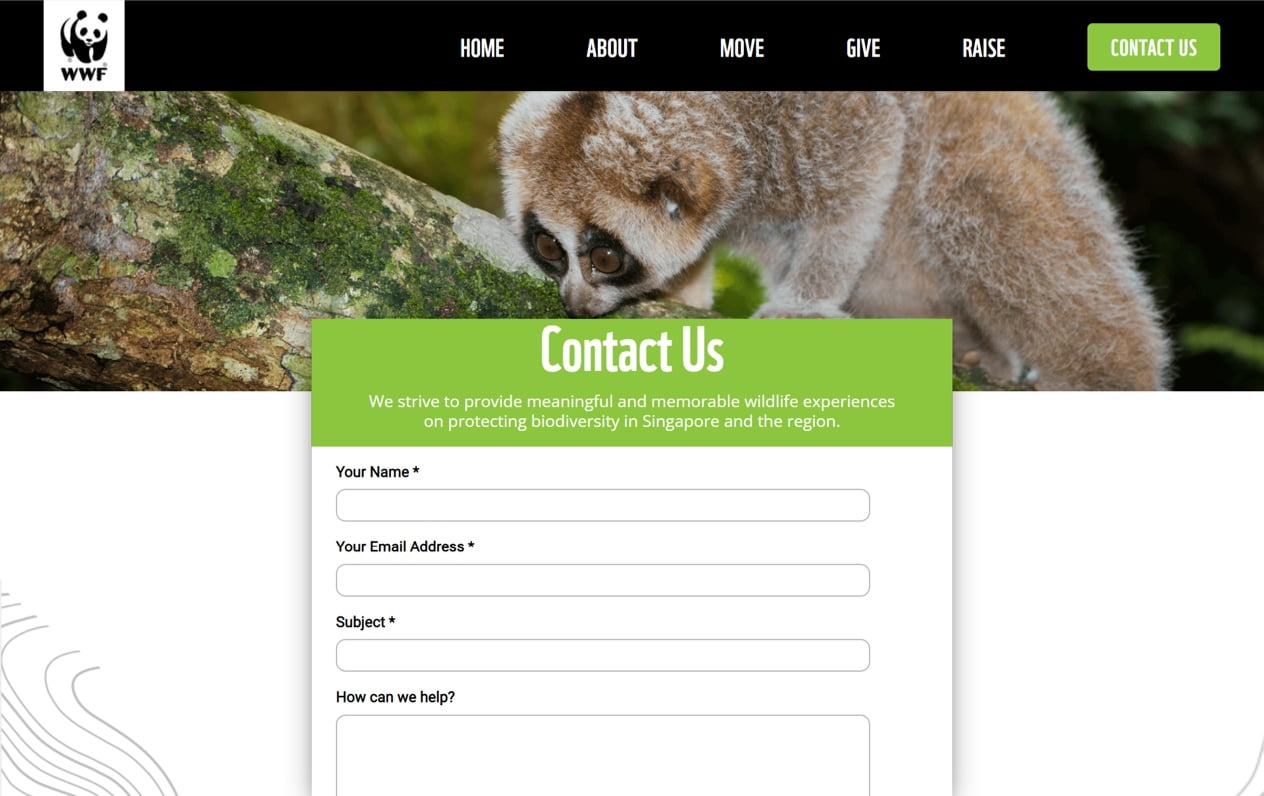 WWF
HOME
ABOUT
MOVE
GIVE
RAISE
CONTACT US
Contact Us
We strive to provide meaningful and memorable wildlife experiences
on protecting biodiversity in Singapore and the region.
Your Name *
Your Email Address *
Subject *
How can we help?